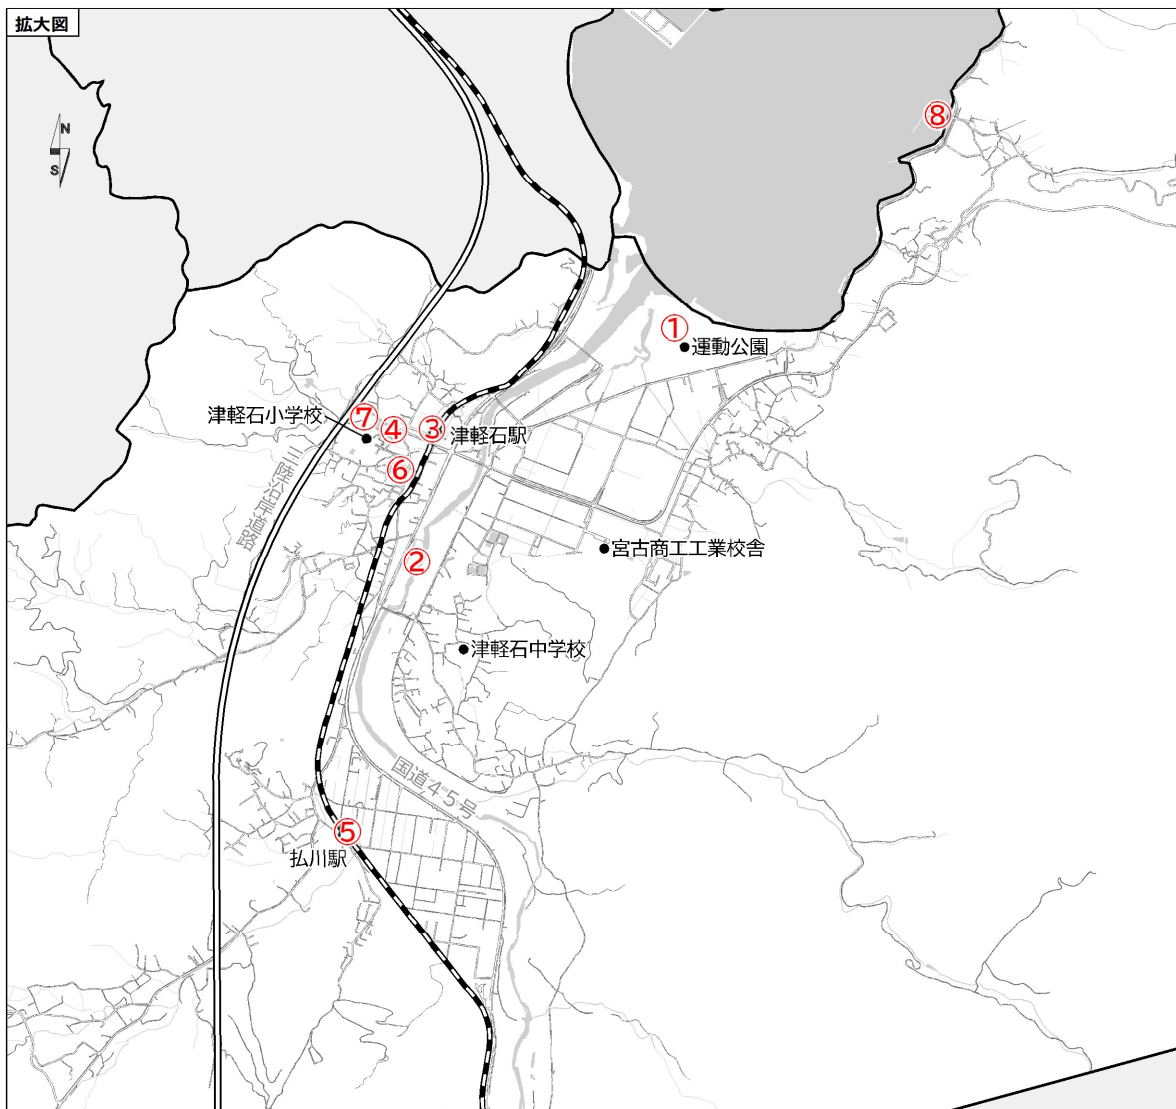 拡大図
N
S
⑧
①
運動公園
津軽石小学校
⑦
④
③
津軽石駅
⑥
三陸沿岸道路
②
宮古商工工業校舎
津軽石中学校
国道45号
⑤
払川駅